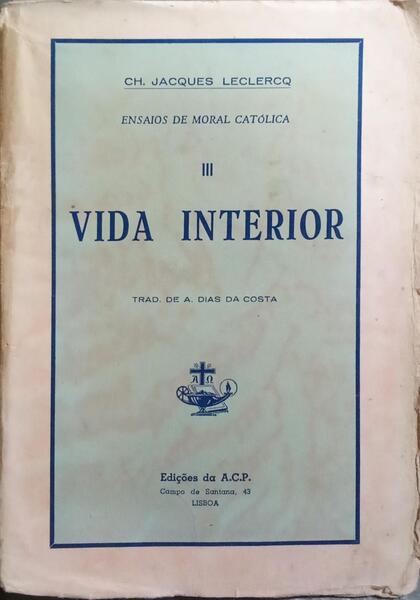 CH. JACQUES LECLERCQ
ENSAIOS DE MORAL CATÓLICA
III
VIDA INTERIOR
TRAD. DE A. DIAS DA COSTA
Α Ω
Edições da A.C.P.
Campo de Santana, 43
LISBOA